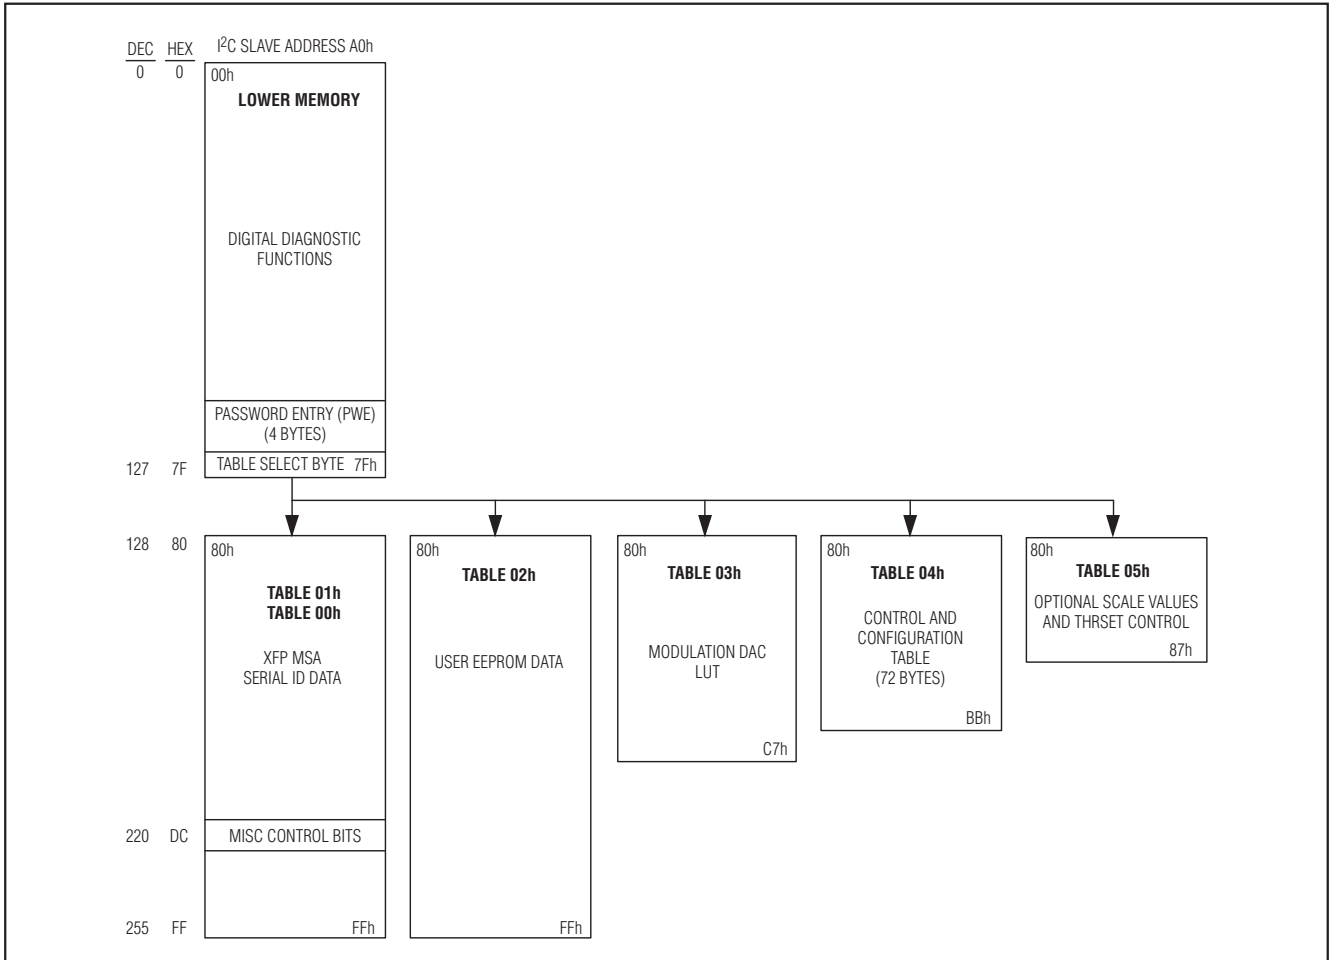 DEC HEX I²C SLAVE ADDRESS A0h
0 0 00h
LOWER MEMORY
DIGITAL DIAGNOSTIC
FUNCTIONS
PASSWORD ENTRY (PWE)
(4 BYTES)
127 7F TABLE SELECT BYTE 7Fh
128 80
80h
TABLE 01h
TABLE 00h
XFP MSA
SERIAL ID DATA
220 DC MISC CONTROL BITS
255 FF FFh
80h
TABLE 02h
USER EEPROM DATA
FFh
80h
TABLE 03h
MODULATION DAC
LUT
C7h
80h
TABLE 04h
CONTROL AND
CONFIGURATION
TABLE
(72 BYTES)
BBh
80h
TABLE 05h
OPTIONAL SCALE VALUES
AND THRSET CONTROL
87h